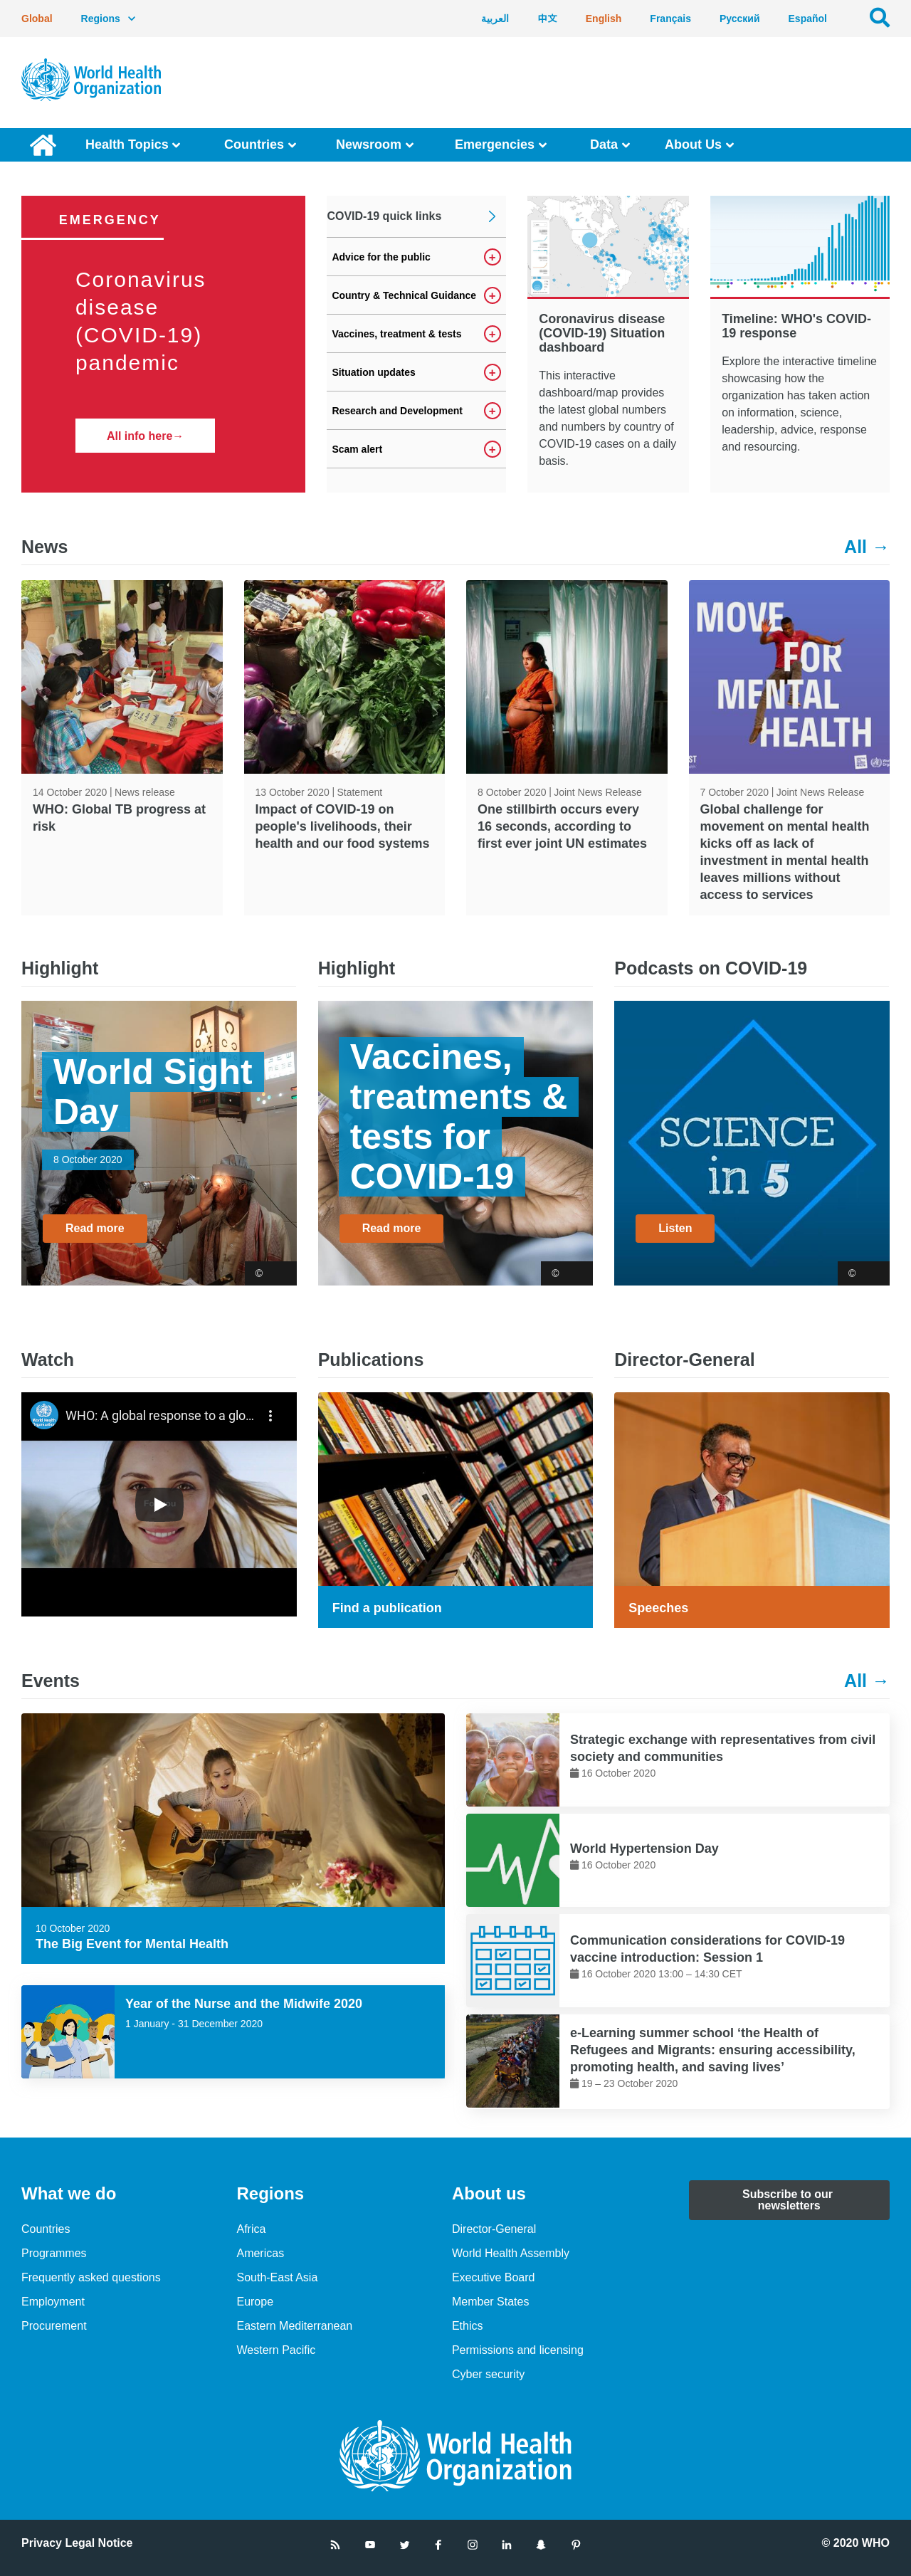 Global
Regions
العربية
中文
English
Français
Русский
Español
World Health
Organization
Health Topics
Countries
Newsroom
Emergencies
Data
About Us
EMERGENCY
Coronavirus
disease
(COVID-19)
pandemic
All info here→
COVID-19 quick links
Advice for the public
Country & Technical Guidance
Vaccines, treatment & tests
Situation updates
Research and Development
Scam alert
Coronavirus disease
(COVID-19) Situation
dashboard
This interactive
dashboard/map provides
the latest global numbers
and numbers by country of
COVID-19 cases on a daily
basis.
Timeline: WHO's COVID-
19 response
Explore the interactive timeline
showcasing how the
organization has taken action
on information, science,
leadership, advice, response
and resourcing.
News
All →
14 October 2020 | News release
WHO: Global TB progress at
risk
13 October 2020 | Statement
Impact of COVID-19 on
people's livelihoods, their
health and our food systems
8 October 2020 | Joint News Release
One stillbirth occurs every
16 seconds, according to
first ever joint UN estimates
MOVE
FOR
MENTAL
HEALTH
7 October 2020 | Joint News Release
Global challenge for
movement on mental health
kicks off as lack of
investment in mental health
leaves millions without
access to services
Highlight
World Sight
Day
8 October 2020
Read more
©
Highlight
Vaccines,
treatments &
tests for
COVID-19
Read more
©
Podcasts on COVID-19
SCIENCE
in 5
Listen
©
Watch
WHO: A global response to a glo...
Publications
Find a publication
Director-General
Speeches
Events
All →
10 October 2020
The Big Event for Mental Health
Year of the Nurse and the Midwife 2020
1 January - 31 December 2020
Strategic exchange with representatives from civil
society and communities
16 October 2020
World Hypertension Day
16 October 2020
Communication considerations for COVID-19
vaccine introduction: Session 1
16 October 2020 13:00 – 14:30 CET
e-Learning summer school ‘the Health of
Refugees and Migrants: ensuring accessibility,
promoting health, and saving lives’
19 – 23 October 2020
What we do
Countries
Programmes
Frequently asked questions
Employment
Procurement
Regions
Africa
Americas
South-East Asia
Europe
Eastern Mediterranean
Western Pacific
About us
Director-General
World Health Assembly
Executive Board
Member States
Ethics
Permissions and licensing
Cyber security
Subscribe to our
newsletters
World Health
Organization
Privacy Legal Notice
© 2020 WHO